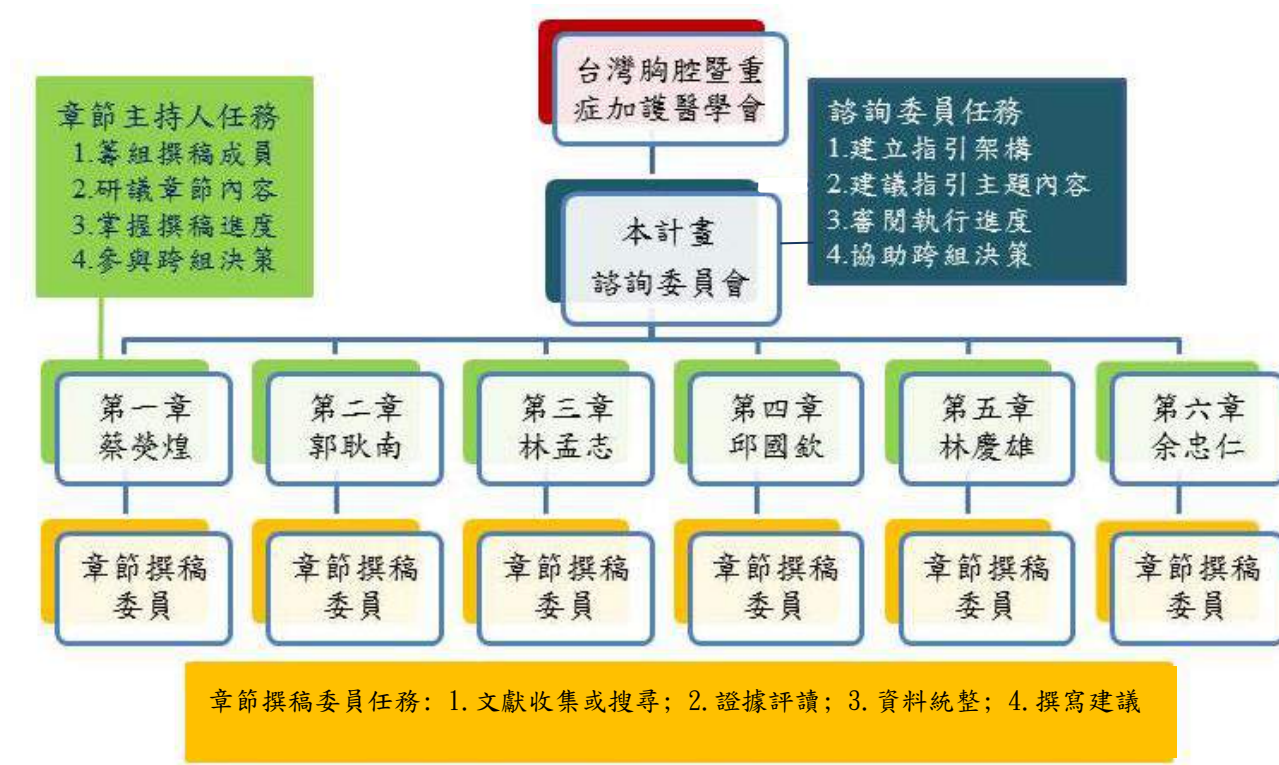 台灣胸腔暨重
症加護醫學會
章節主持人任務
1.籌組撰稿成員
2.研議章節內容
3.掌握撰稿進度
4.參與跨組決策
諮詢委員任務
1.建立指引架構
2.建議指引主題內容
3.審閱執行進度
4.協助跨組決策
本計畫
諮詢委員會
第一章
蔡熒煌
第二章
郭耿南
第三章
林孟志
第四章
邱國欽
第五章
林慶雄
第六章
余忠仁
章節撰稿
委員
章節撰稿
委員
章節撰稿
委員
章節撰稿
委員
章節撰稿
委員
章節撰稿
委員
章節撰稿委員任務: 1.文獻收集或搜尋; 2.證據評讀; 3.資料統整; 4.撰寫建議